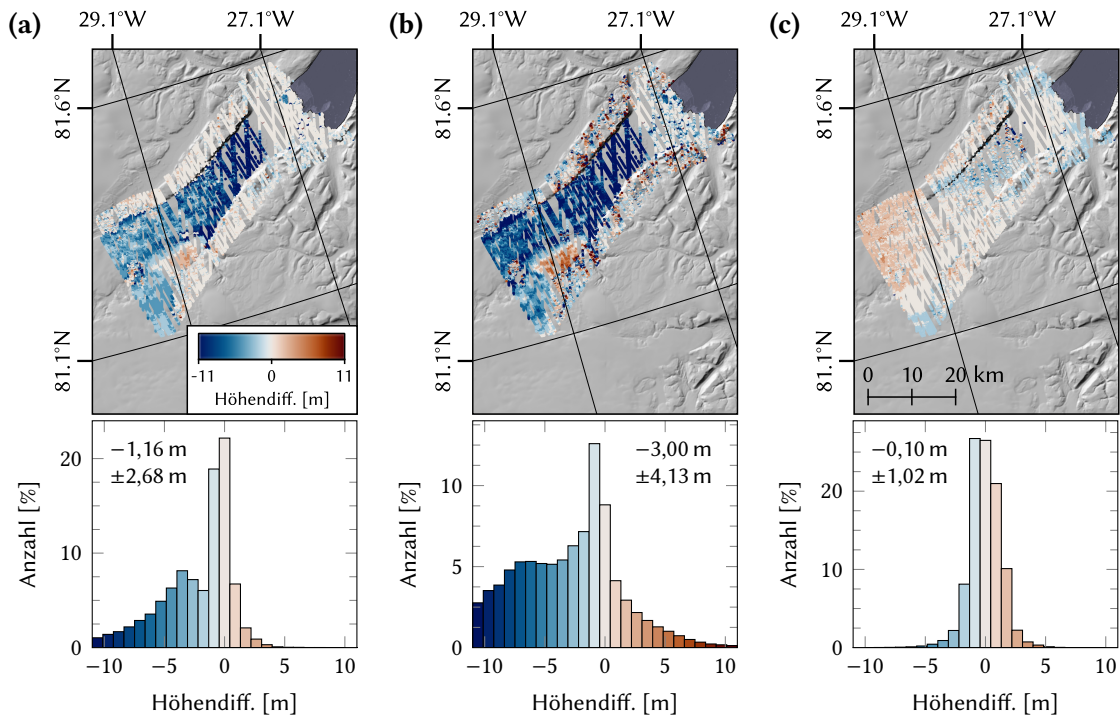 (a) 29.1°W 27.1°W
(b) 29.1°W 27.1°W
(c) 29.1°W 27.1°W
81.6°N
81.1°N
-11 0 11
Höhendiff. [m]
81.6°N
81.1°N
81.6°N
81.1°N
0 10 20 km
Anzahl [%]
20
10
0
−1,16 m
±2,68 m
−10 −5 0 5 10
Höhendiff. [m]
Anzahl [%]
10
5
0
−3,00 m
±4,13 m
−10 −5 0 5 10
Höhendiff. [m]
Anzahl [%]
20
10
0
−0,10 m
±1,02 m
−10 −5 0 5 10
Höhendiff. [m]